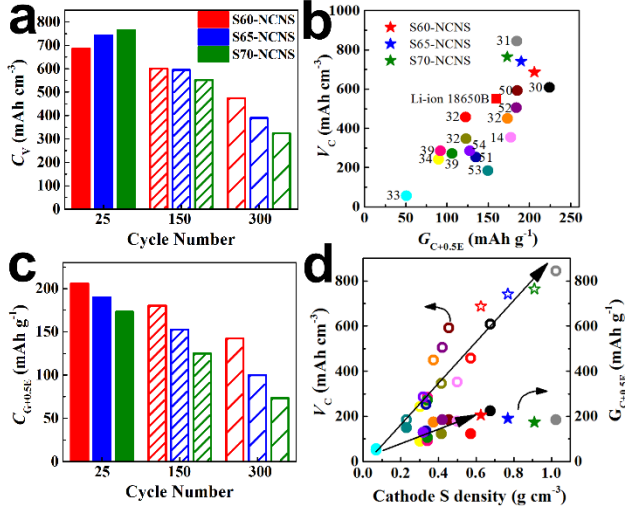 a
S60-NCNS
S65-NCNS
S70-NCNS
C_V (mAh cm⁻³)
800
700
600
500
400
300
200
100
0
25 150 300
Cycle Number
b
S60-NCNS
S65-NCNS
S70-NCNS
Li-ion 18650B
V_C (mAh cm⁻³)
1000
800
600
400
200
0
31
50
30
52
32
32
14
39
54
34
39
51
53
33
0 50 100 150 200 250
G_C+0.5E (mAh g⁻¹)
c
C_G+0.5E (mAh g⁻¹)
200
150
100
50
0
25 150 300
Cycle Number
d
V_C (mAh cm⁻³)
800
600
400
200
0
G_C+0.5E (mAh g⁻¹)
800
600
400
200
0
0.0 0.2 0.4 0.6 0.8 1.0
Cathode S density (g cm⁻³)